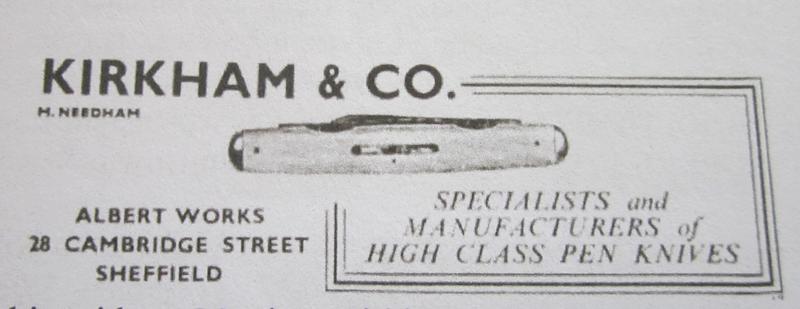 KIRKHAM & CO.
M. NEEDHAM
ALBERT WORKS
28 CAMBRIDGE STREET
SHEFFIELD
SPECIALISTS and
MANUFACTURERS of
HIGH CLASS PEN KNIVES